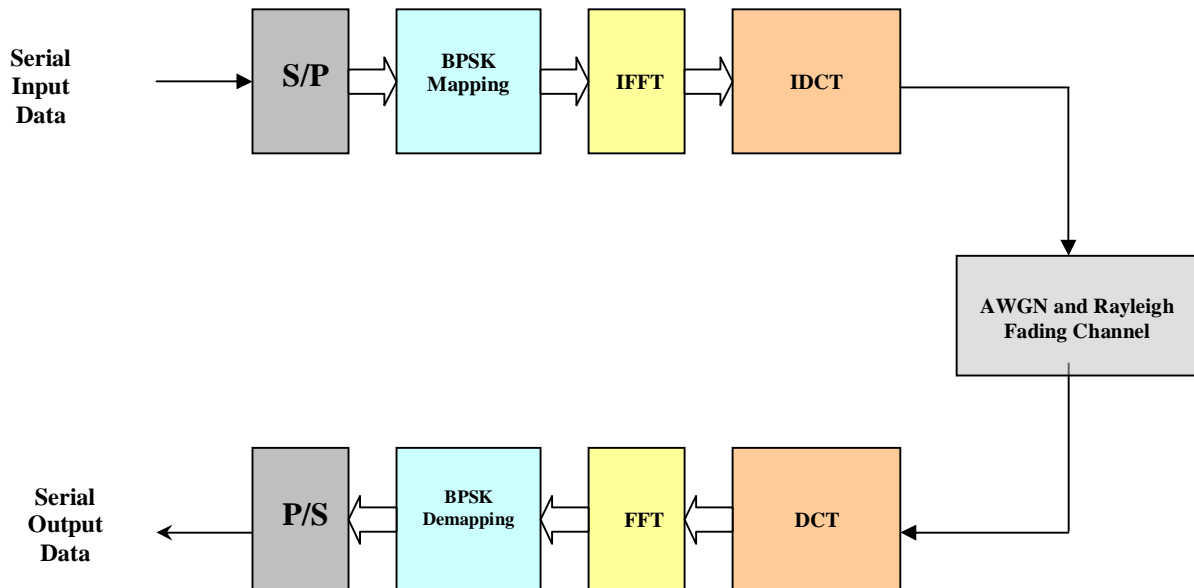 Serial
Input
Data
S/P
BPSK
Mapping
IFFT
IDCT
AWGN and Rayleigh
Fading Channel
Serial
Output
Data
P/S
BPSK
Demapping
FFT
DCT